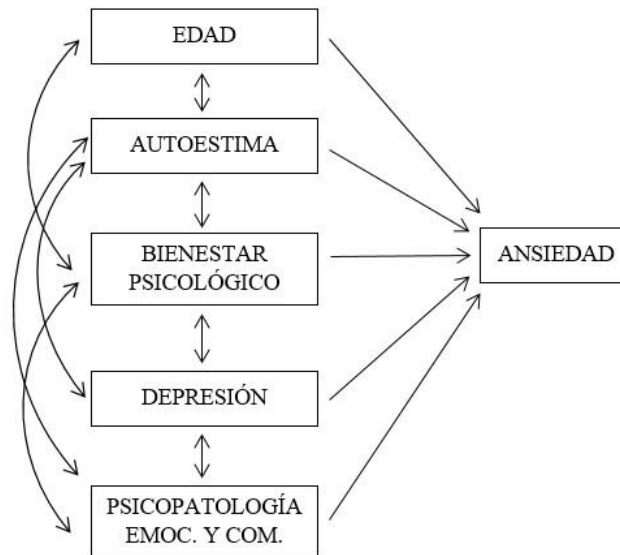 EDAD
AUTOESTIMA
BIENESTAR
PSICOLÓGICO
ANSIEDAD
DEPRESIÓN
PSICOPATOLOGÍA
EMOC. Y COM.